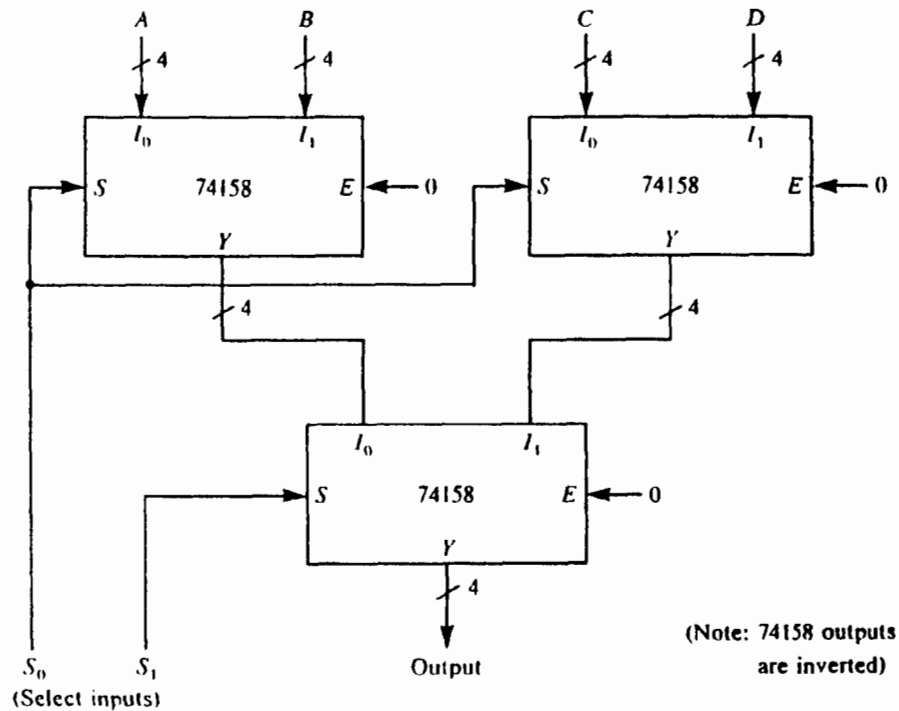 A B C D
4 4 4 4
I0 I1 I0 I1
S 74158 E 0 S 74158 E 0
Y Y
4 4
I0 I1
S 74158 E 0
Y
4
(Note: 74158 outputs
are inverted)
S0 S1 Output
(Select inputs)